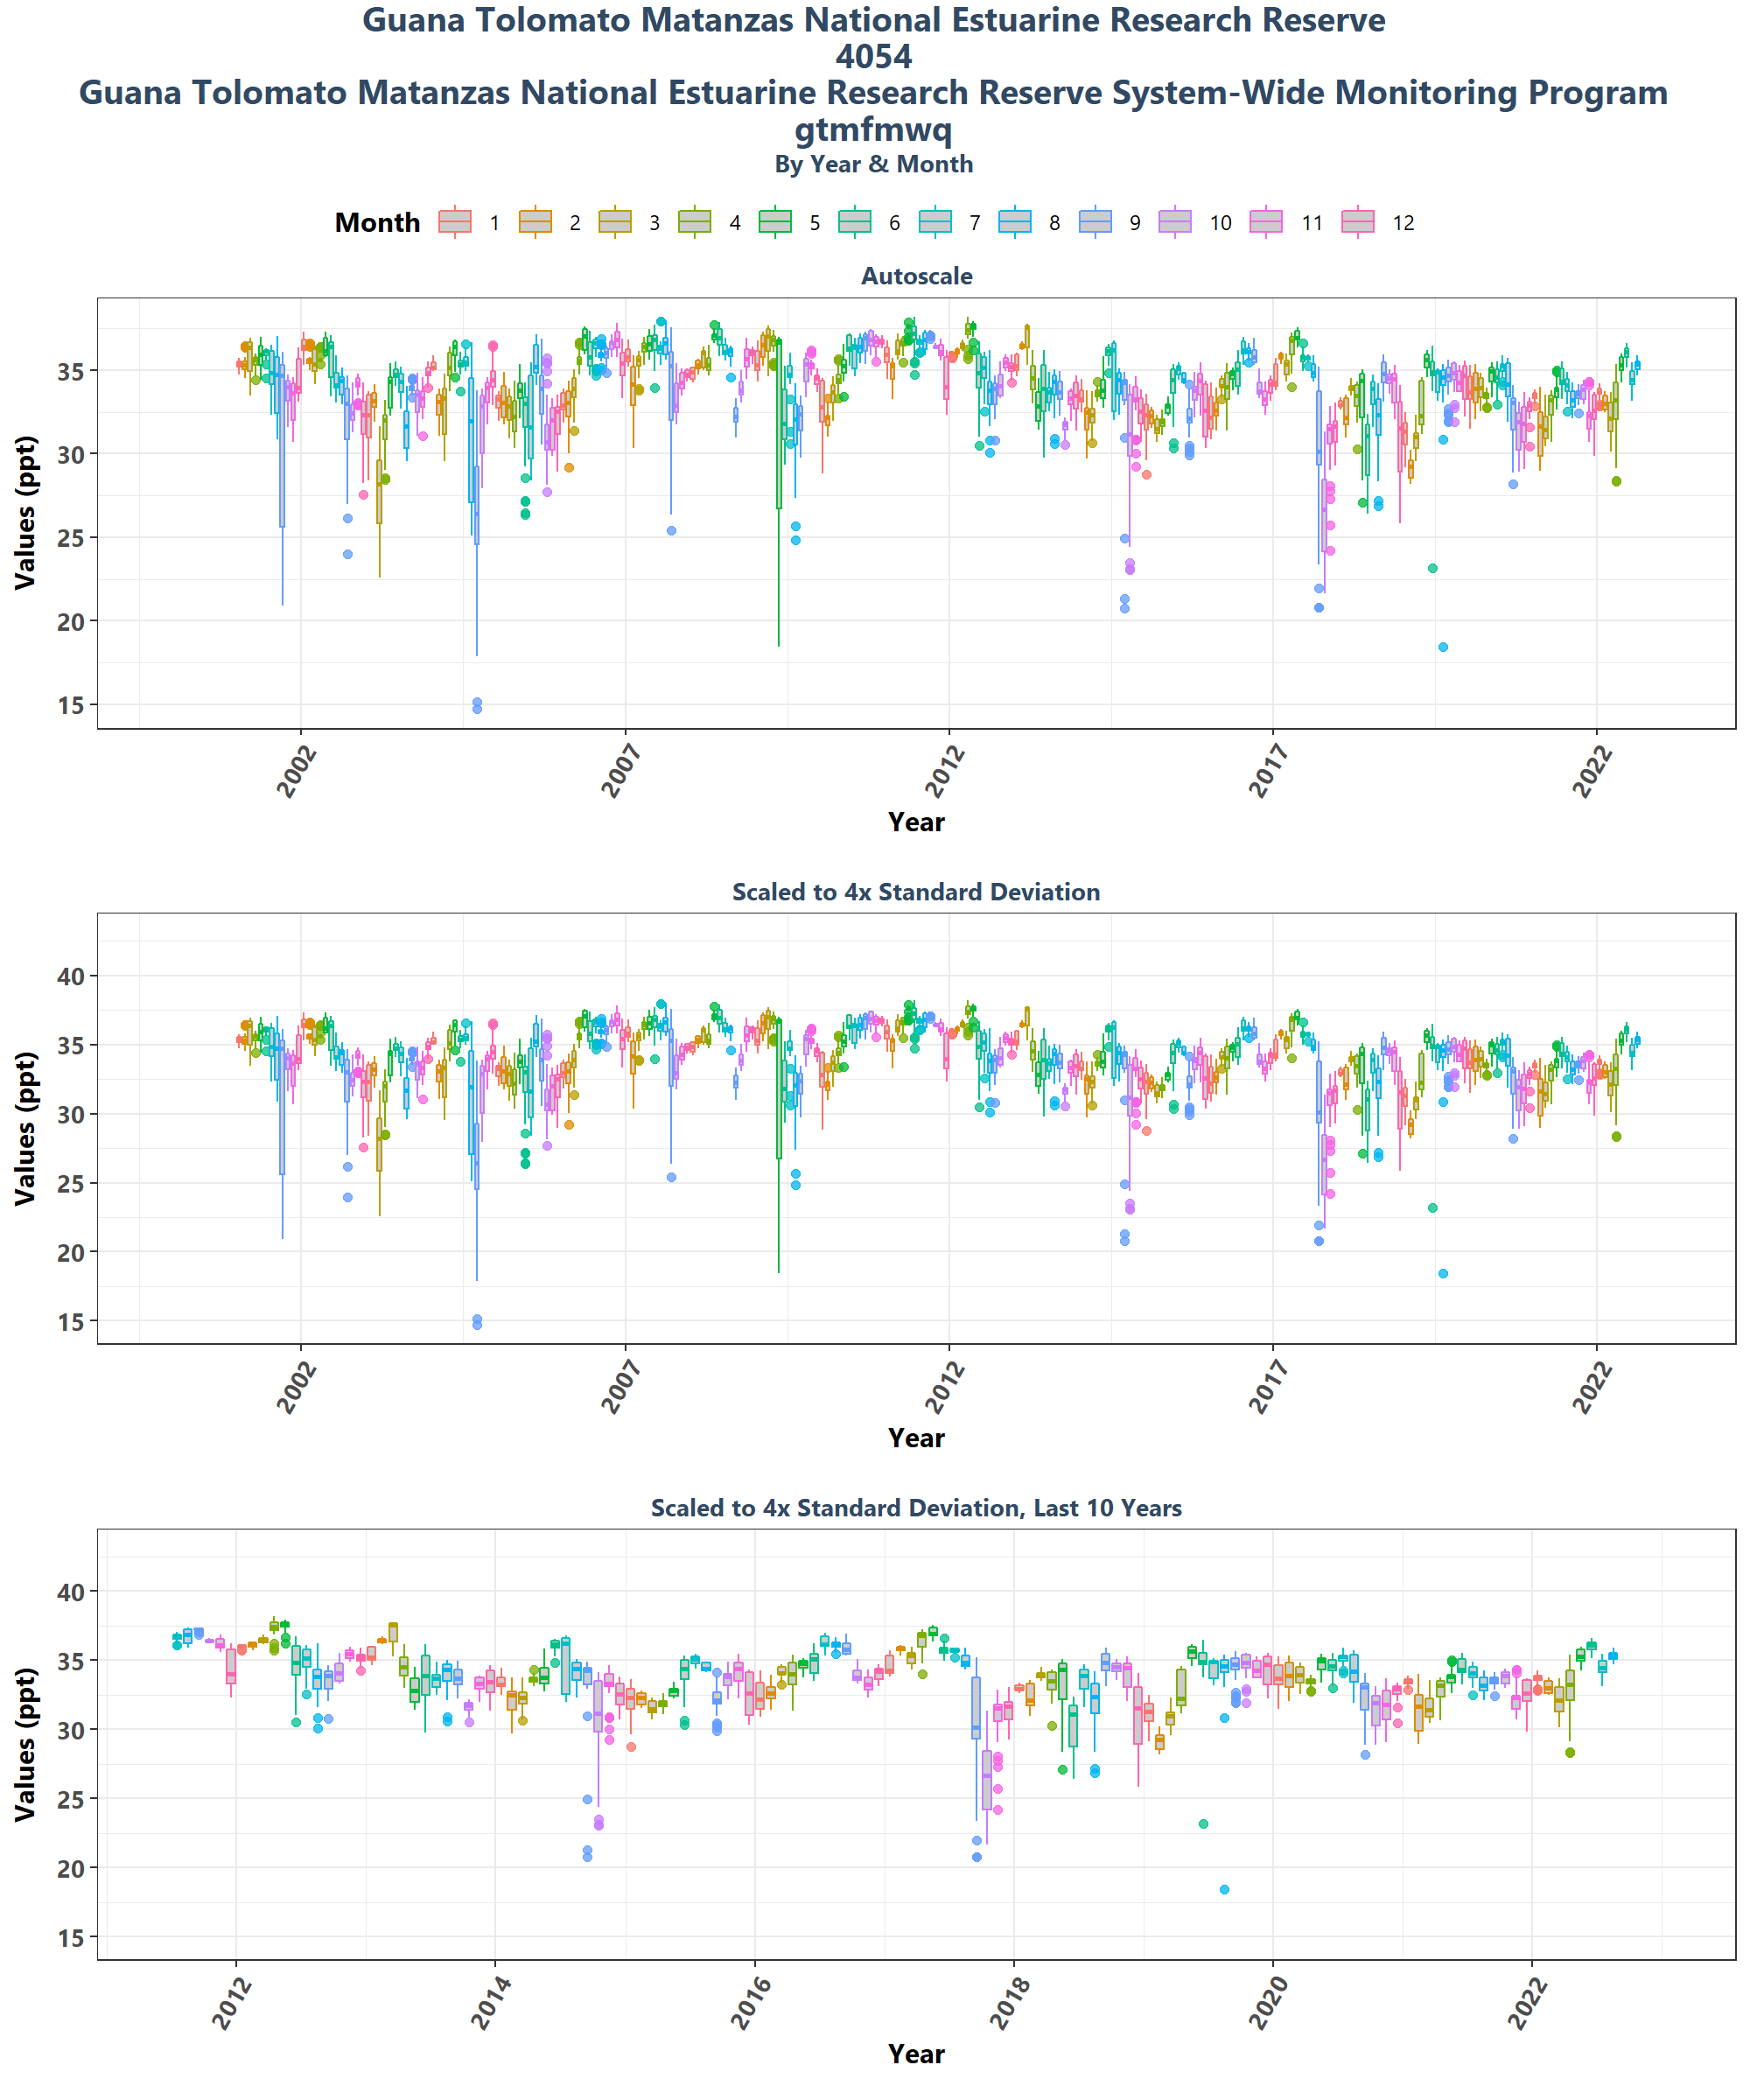 Guana Tolomato Matanzas National Estuarine Research Reserve
4054
Guana Tolomato Matanzas National Estuarine Research Reserve System-Wide Monitoring Program
gtmfmwq
By Year & Month
Month 1 2 3 4 5 6 7 8 9 10 11 12
Autoscale
Values (ppt)
35
30
25
20
15
2002 2007 2012 2017 2022
Year
Scaled to 4x Standard Deviation
Values (ppt)
40
35
30
25
20
15
2002 2007 2012 2017 2022
Year
Scaled to 4x Standard Deviation, Last 10 Years
Values (ppt)
40
35
30
25
20
15
2012 2014 2016 2018 2020 2022
Year